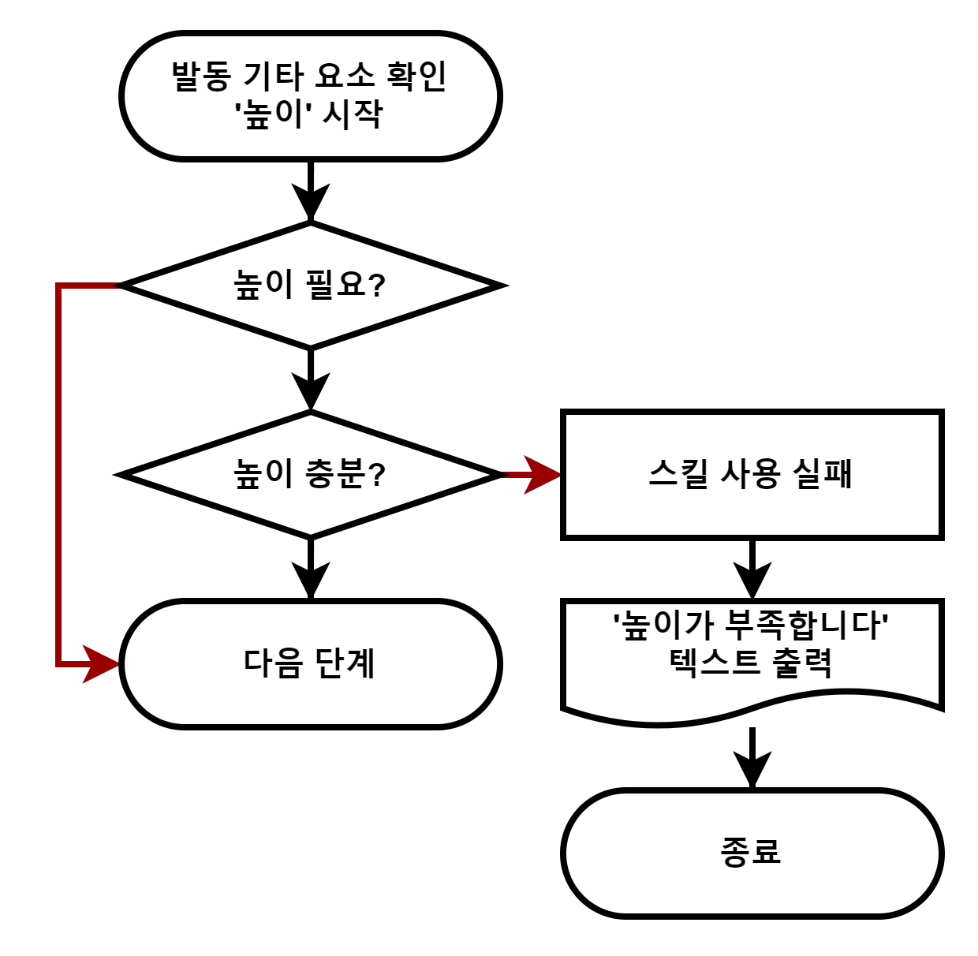 발동 기타 요소 확인
'높이' 시작
높이 필요?
높이 충분?
스킬 사용 실패
다음 단계
'높이가 부족합니다'
텍스트 출력
종료